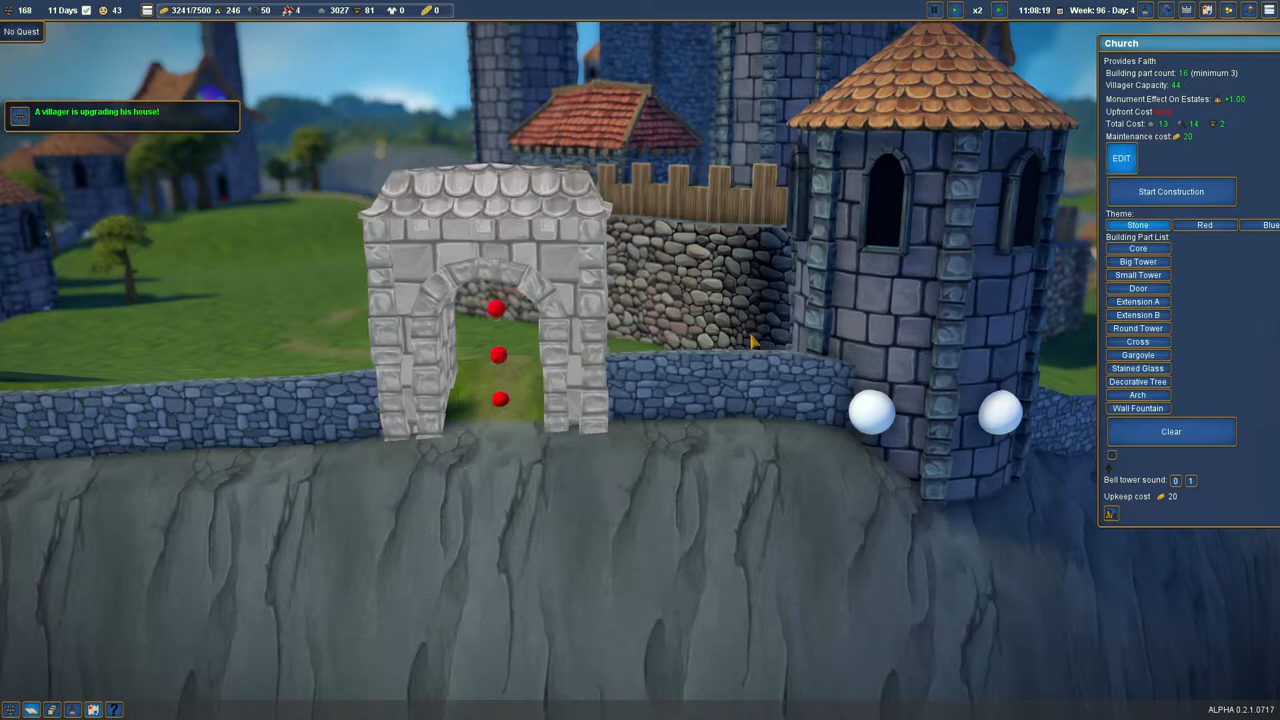 168 11 Days 43 3241/7500 246 50 4 3027 81 0 0 x2 11:08:19 Week: 96 - Day: 4
No Quest
A villager is upgrading his house!
Church
Provides Faith
Building part count: 16 (minimum 3)
Villager Capacity: 44
Monument Effect On Estates: +1.00
Upfront Cost
Total Cost: 13 14 2
Maintenance cost: 20
EDIT
Start Construction
Theme:
Stone Red Blue
Building Part List:
Core
Big Tower
Small Tower
Door
Extension A
Extension B
Round Tower
Cross
Gargoyle
Stained Glass
Decorative Tree
Arch
Wall Fountain
Clear
Bell tower sound: 0 1
Upkeep cost 20
?
ALPHA 0.2.1.0717